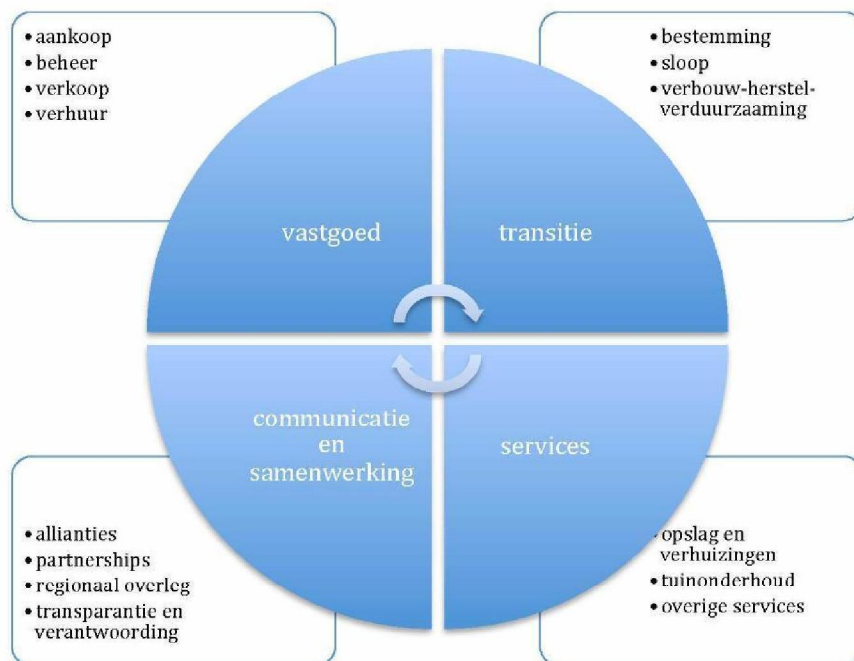 • aankoop
• beheer
• verkoop
• verhuur
• bestemming
• sloop
• verbouw-herstel-
verduurzaaming
vastgoed
transitie
communicatie
en
samenwerking
services
• allianties
• partnerships
• regionaal overleg
• transparantie en
verantwoording
• opslag en
verhuizingen
• tuinonderhoud
• overige services